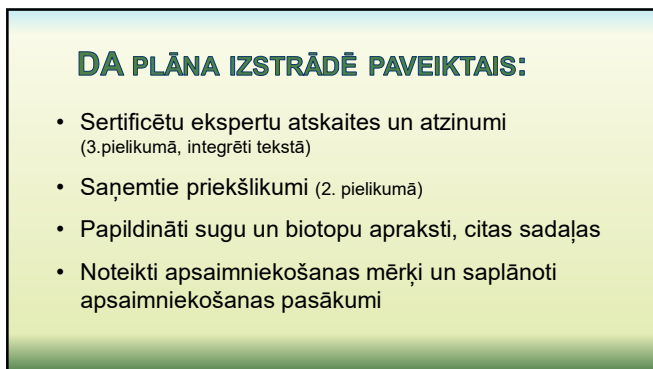 DA PLĀNA IZSTRĀDĒ PAVEIKTAIS:
• Sertificētu ekspertu atskaites un atzinumi
(3.pielikumā, integrēti tekstā)
• Saņemtie priekšlikumi (2. pielikumā)
• Papildināti sugu un biotopu apraksti, citas sadaļas
• Noteikti apsaimniekošanas mērķi un saplānoti
apsaimniekošanas pasākumi